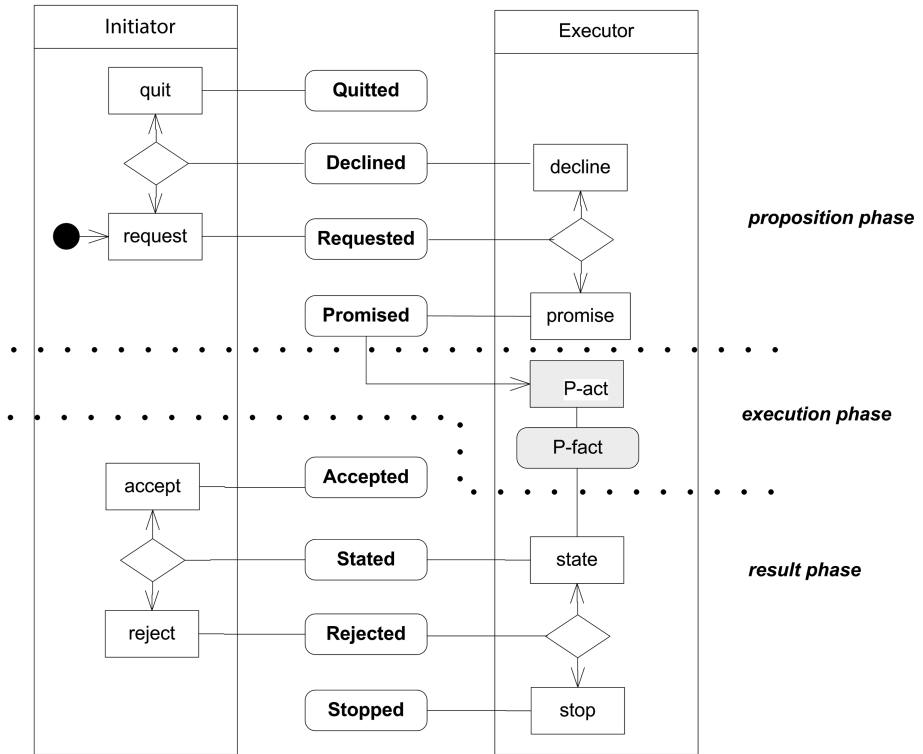 Initiator
Executor
quit
Quitted
Declined
decline
request
Requested
proposition phase
Promised
promise
P-act
execution phase
P-fact
accept
Accepted
Stated
state
result phase
reject
Rejected
Stopped
stop